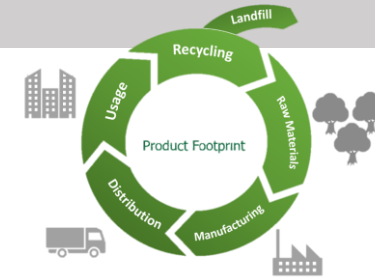 Landfill
Recycling
Raw Materials
Manufacturing
Distribution
Usage
Product Footprint